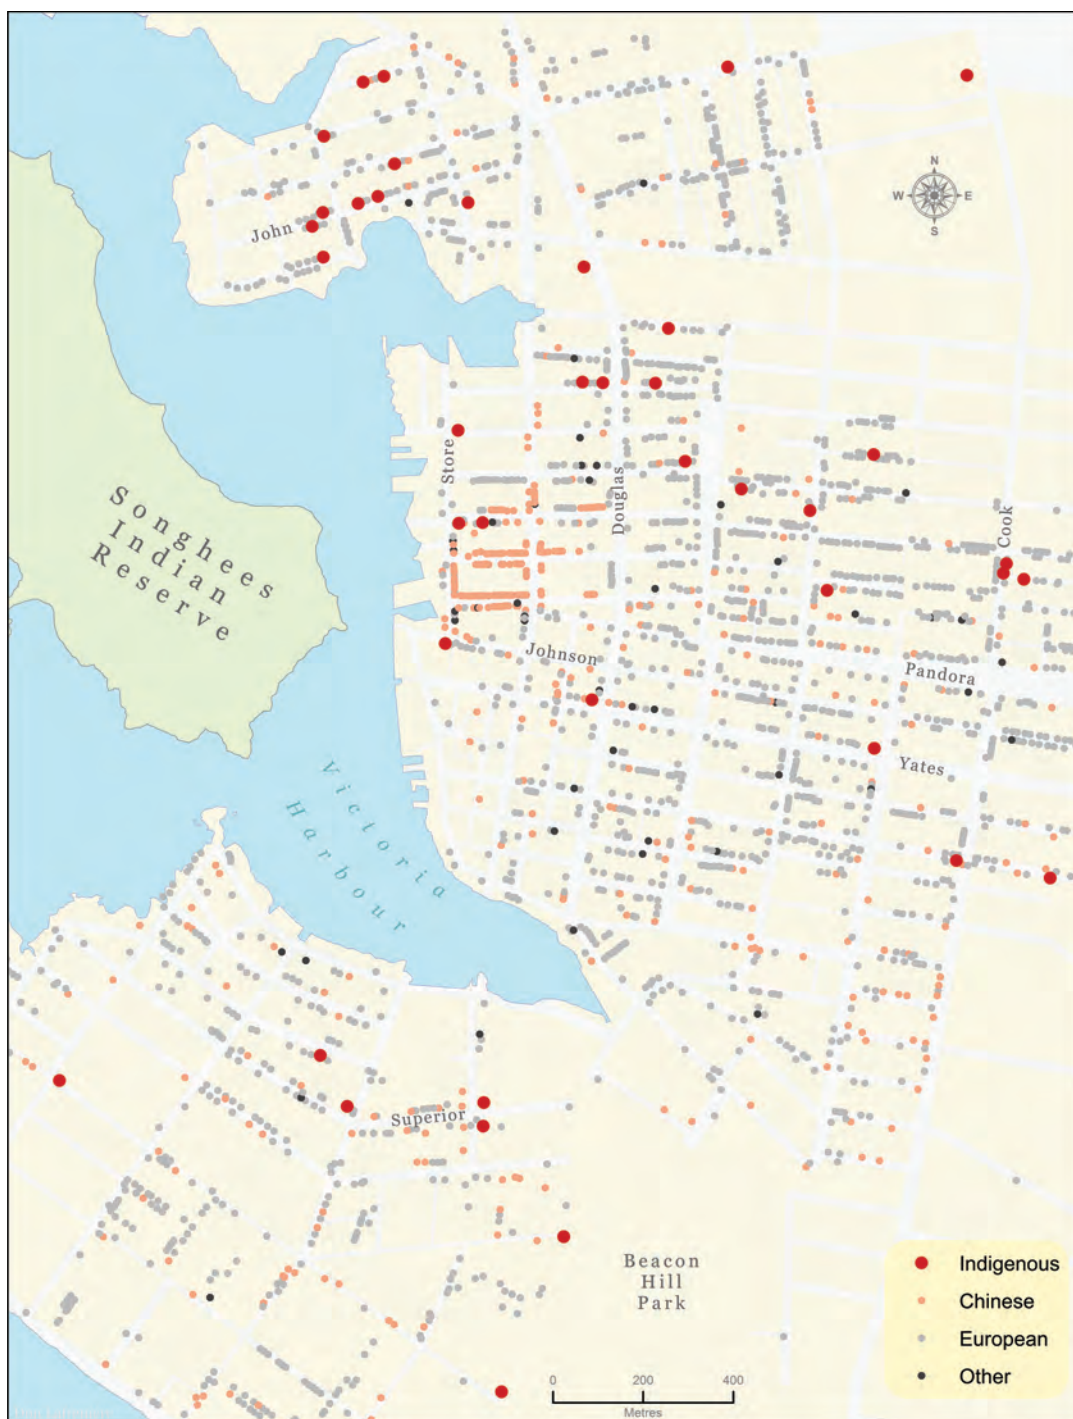 N
W E
S
John
Store
Douglas
Cook
Songhees
Indian
Reserve
Johnson
Pandora
Yates
Victoria
Harbour
Superior
Beacon
Hill
Park
Indigenous
Chinese
European
Other
0 200 400
Metres